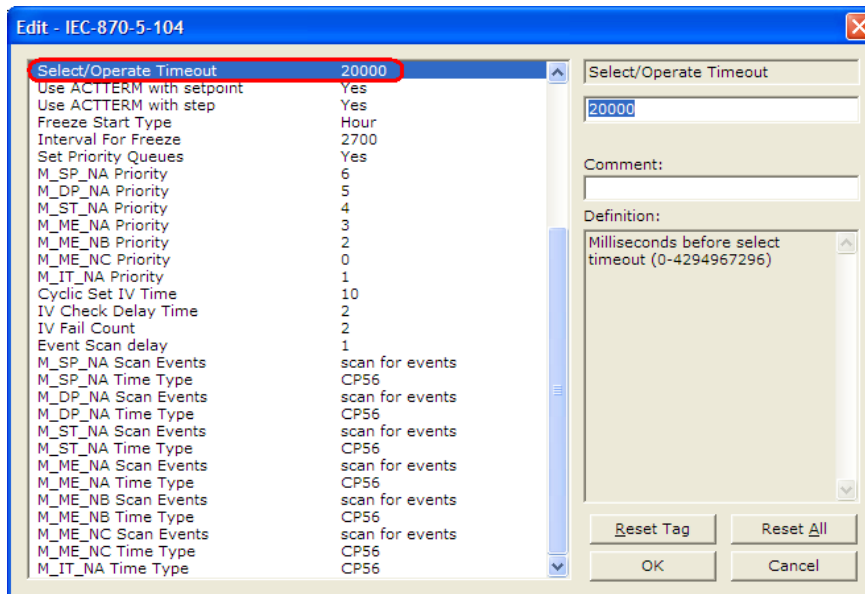 Edit - IEC-870-5-104
Select/Operate Timeout 20000
Use ACTTERM with setpoint Yes
Use ACTTERM with step Yes
Freeze Start Type Hour
Interval For Freeze 2700
Set Priority Queues Yes
M_SP_NA Priority 6
M_DP_NA Priority 5
M_ST_NA Priority 4
M_ME_NA Priority 3
M_ME_NB Priority 2
M_ME_NC Priority 0
M_IT_NA Priority 1
Cyclic Set IV Time 10
IV Check Delay Time 2
IV Fail Count 2
Event Scan delay 1
M_SP_NA Scan Events scan for events
M_SP_NA Time Type CP56
M_DP_NA Scan Events scan for events
M_DP_NA Time Type CP56
M_ST_NA Scan Events scan for events
M_ST_NA Time Type CP56
M_ME_NA Scan Events scan for events
M_ME_NA Time Type CP56
M_ME_NB Scan Events scan for events
M_ME_NB Time Type CP56
M_ME_NC Scan Events scan for events
M_ME_NC Time Type CP56
M_IT_NA Time Type CP56
Select/Operate Timeout
20000
Comment:
Definition:
Milliseconds before select
timeout (0-4294967296)
Reset Tag
Reset All
OK
Cancel